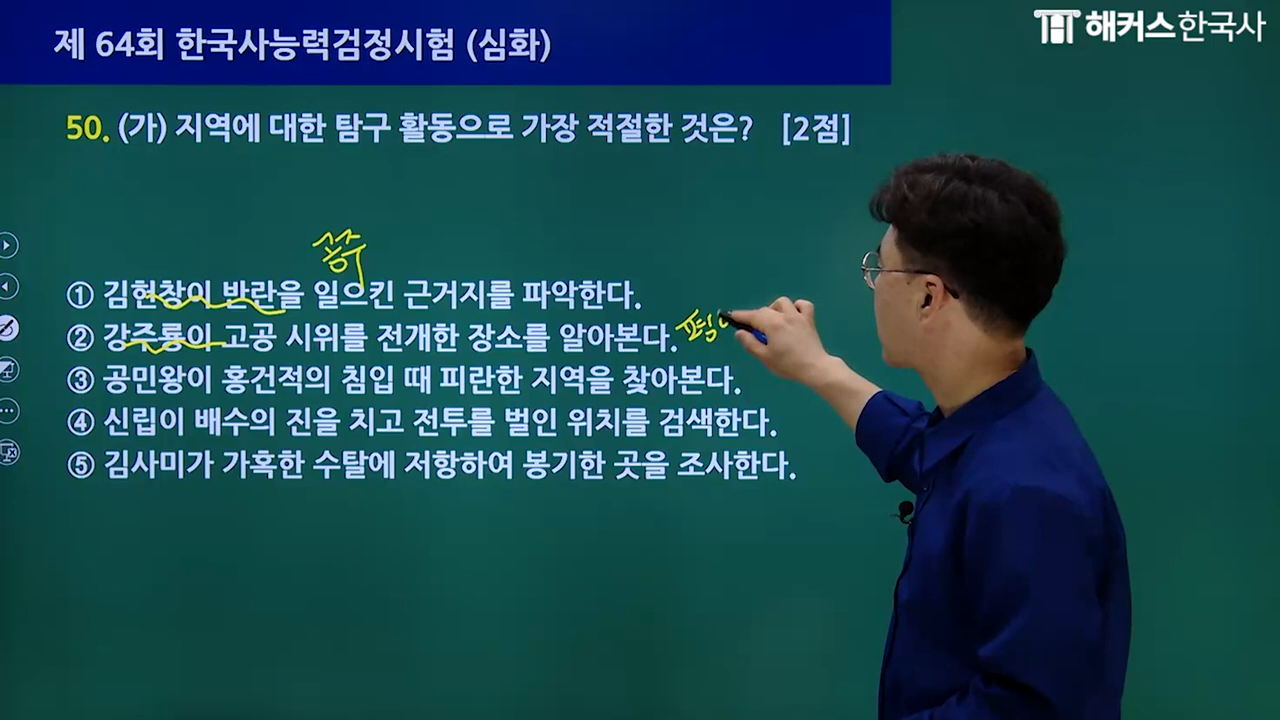 제 64회 한국사능력검정시험 (심화)
해커스한국사
50. (가) 지역에 대한 탐구 활동으로 가장 적절한 것은? [2점]
공주
① 김헌창이 반란을 일으킨 근거지를 파악한다.
② 강주룡이 고공 시위를 전개한 장소를 알아본다.
③ 공민왕이 홍건적의 침입 때 피란한 지역을 찾아본다.
④ 신립이 배수의 진을 치고 전투를 벌인 위치를 검색한다.
⑤ 김사미가 가혹한 수탈에 저항하여 봉기한 곳을 조사한다.